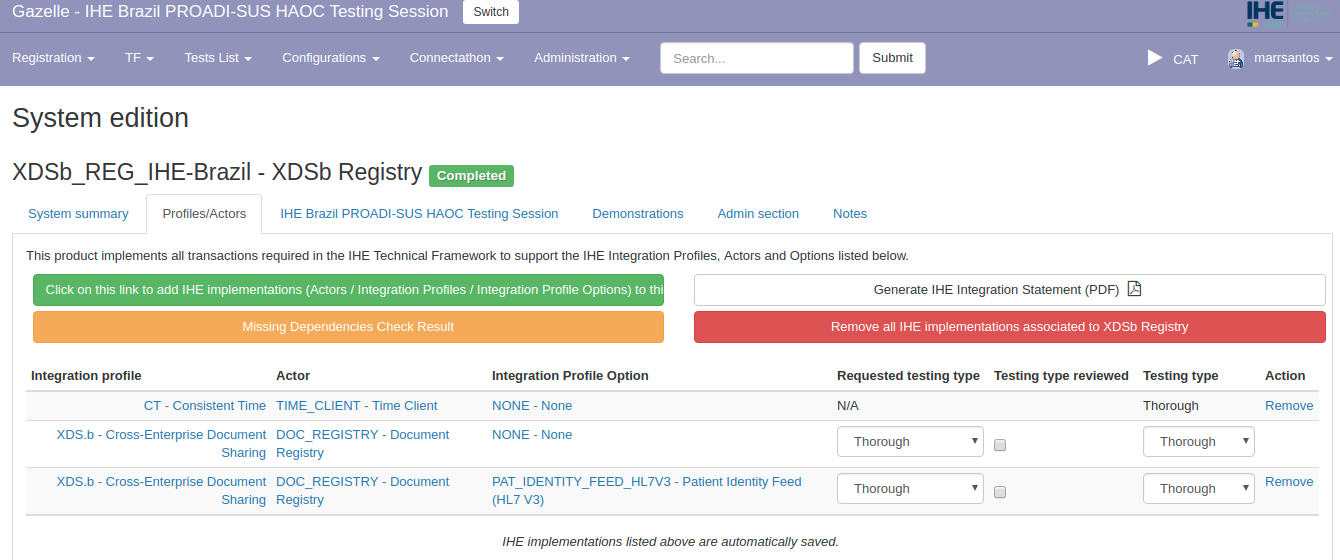 Gazelle - IHE Brazil PROADI-SUS HAOC Testing Session Switch IHE
Registration TF Tests List Configurations Connectathon Administration Search... Submit CAT marrsantos
System edition
XDSb_REG_IHE-Brazil - XDSb Registry Completed
System summary Profiles/Actors IHE Brazil PROADI-SUS HAOC Testing Session Demonstrations Admin section Notes
This product implements all transactions required in the IHE Technical Framework to support the IHE Integration Profiles, Actors and Options listed below.
Click on this link to add IHE implementations (Actors / Integration Profiles / Integration Profile Options) to thi
Generate IHE Integration Statement (PDF)
Missing Dependencies Check Result
Remove all IHE implementations associated to XDSb Registry
Integration profile Actor Integration Profile Option Requested testing type Testing type reviewed Testing type Action
CT - Consistent Time TIME_CLIENT - Time Client NONE - None N/A Thorough Remove
XDS.b - Cross-Enterprise Document DOC_REGISTRY - Document NONE - None Thorough Thorough
Sharing Registry
XDS.b - Cross-Enterprise Document DOC_REGISTRY - Document PAT_IDENTITY_FEED_HL7V3 - Patient Identity Feed Thorough Thorough Remove
Sharing Registry (HL7 V3)
IHE implementations listed above are automatically saved.